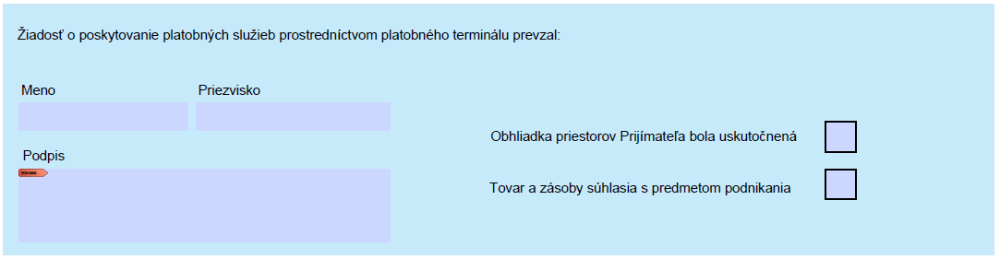 Žiadosť o poskytovanie platobných služieb prostredníctvom platobného terminálu prevzal:
Meno Priezvisko
Obhliadka priestorov Prijímateľa bola uskutočnená
Podpis
Tovar a zásoby súhlasia s predmetom podnikania